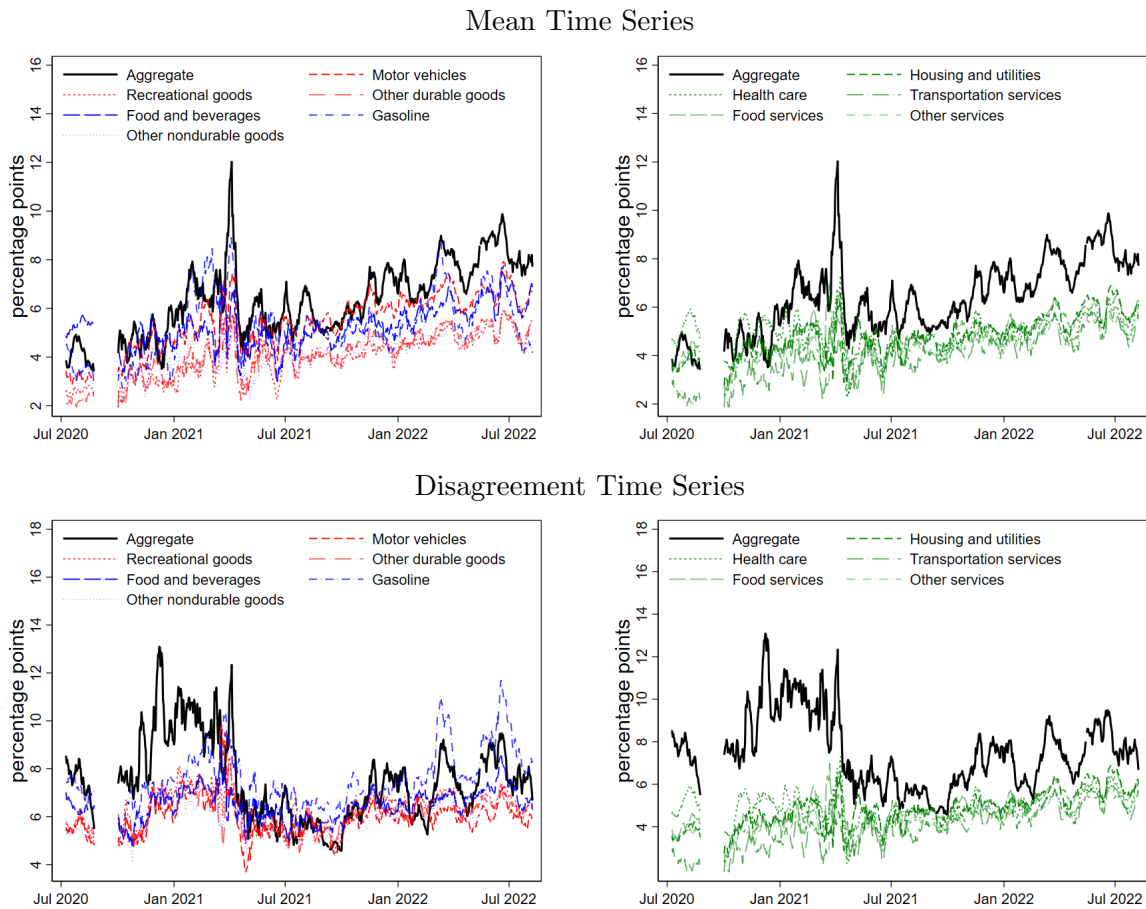 Mean Time Series
percentage points
16
14
12
10
8
6
4
2
Aggregate
Recreational goods
Food and beverages
Other nondurable goods
Motor vehicles
Other durable goods
Gasoline
Jul 2020 Jan 2021 Jul 2021 Jan 2022 Jul 2022
percentage points
16
14
12
10
8
6
4
2
Aggregate
Health care
Food services
Housing and utilities
Transportation services
Other services
Jul 2020 Jan 2021 Jul 2021 Jan 2022 Jul 2022
Disagreement Time Series
percentage points
18
16
14
12
10
8
6
4
Aggregate
Recreational goods
Food and beverages
Other nondurable goods
Motor vehicles
Other durable goods
Gasoline
Jul 2020 Jan 2021 Jul 2021 Jan 2022 Jul 2022
percentage points
18
16
14
12
10
8
6
4
Aggregate
Health care
Food services
Housing and utilities
Transportation services
Other services
Jul 2020 Jan 2021 Jul 2021 Jan 2022 Jul 2022